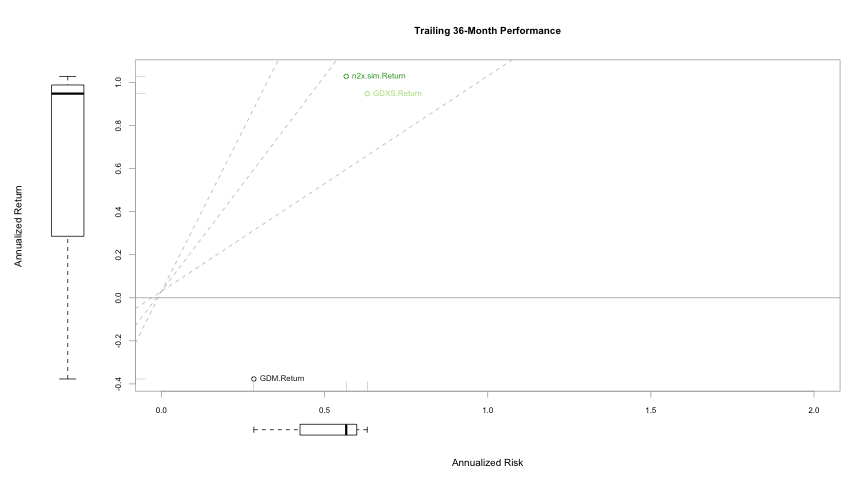 Trailing 36-Month Performance
n2x.sim.Return
GDXS.Return
GDM.Return
Annualized Return
1.0
0.8
0.6
0.4
0.2
0.0
-0.2
-0.4
0.0 0.5 1.0 1.5 2.0
Annualized Risk